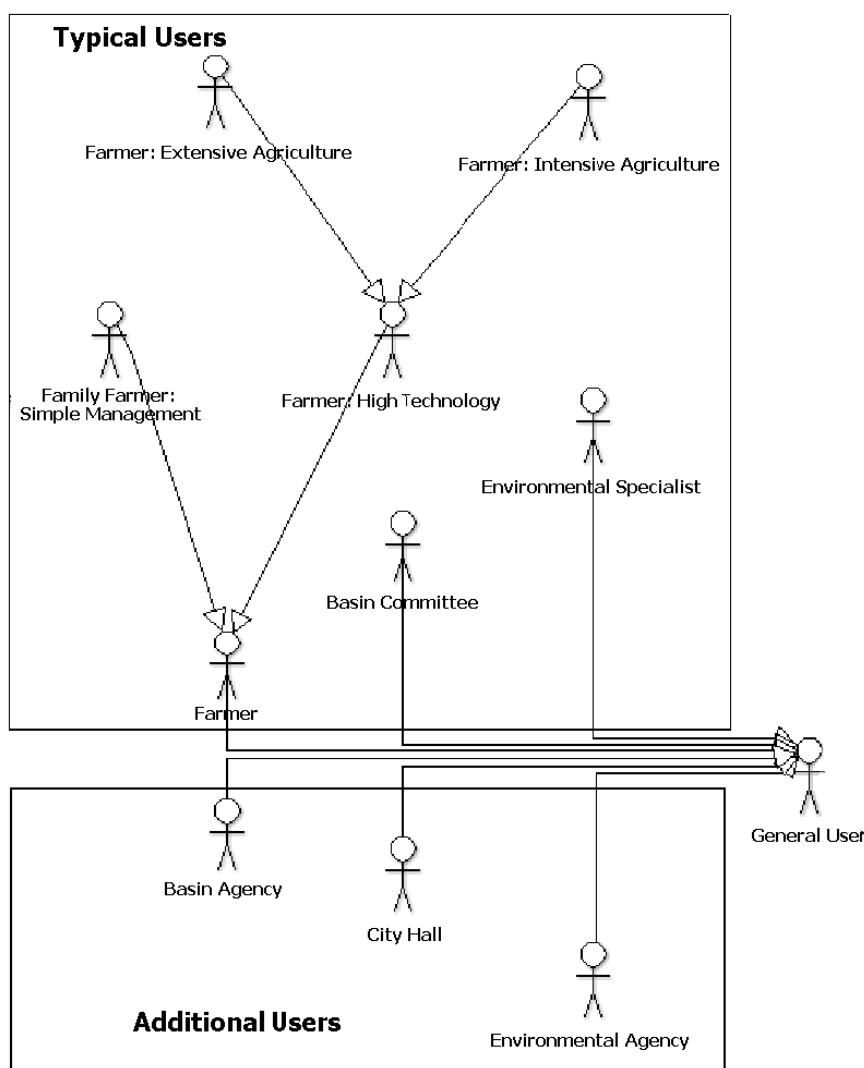 Typical Users
Farmer: Extensive Agriculture
Farmer: Intensive Agriculture
Family Farmer:
Simple Management
Farmer: High Technology
Environmental Specialist
Basin Committee
Farmer
General User
Basin Agency
City Hall
Additional Users
Environmental Agency